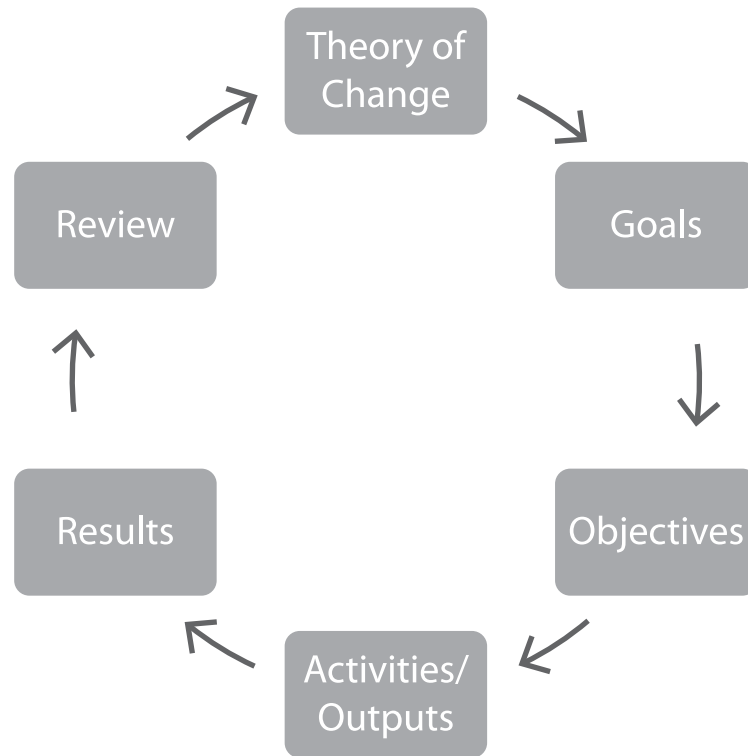 Theory of
Change
Goals
Objectives
Activities/
Outputs
Results
Review